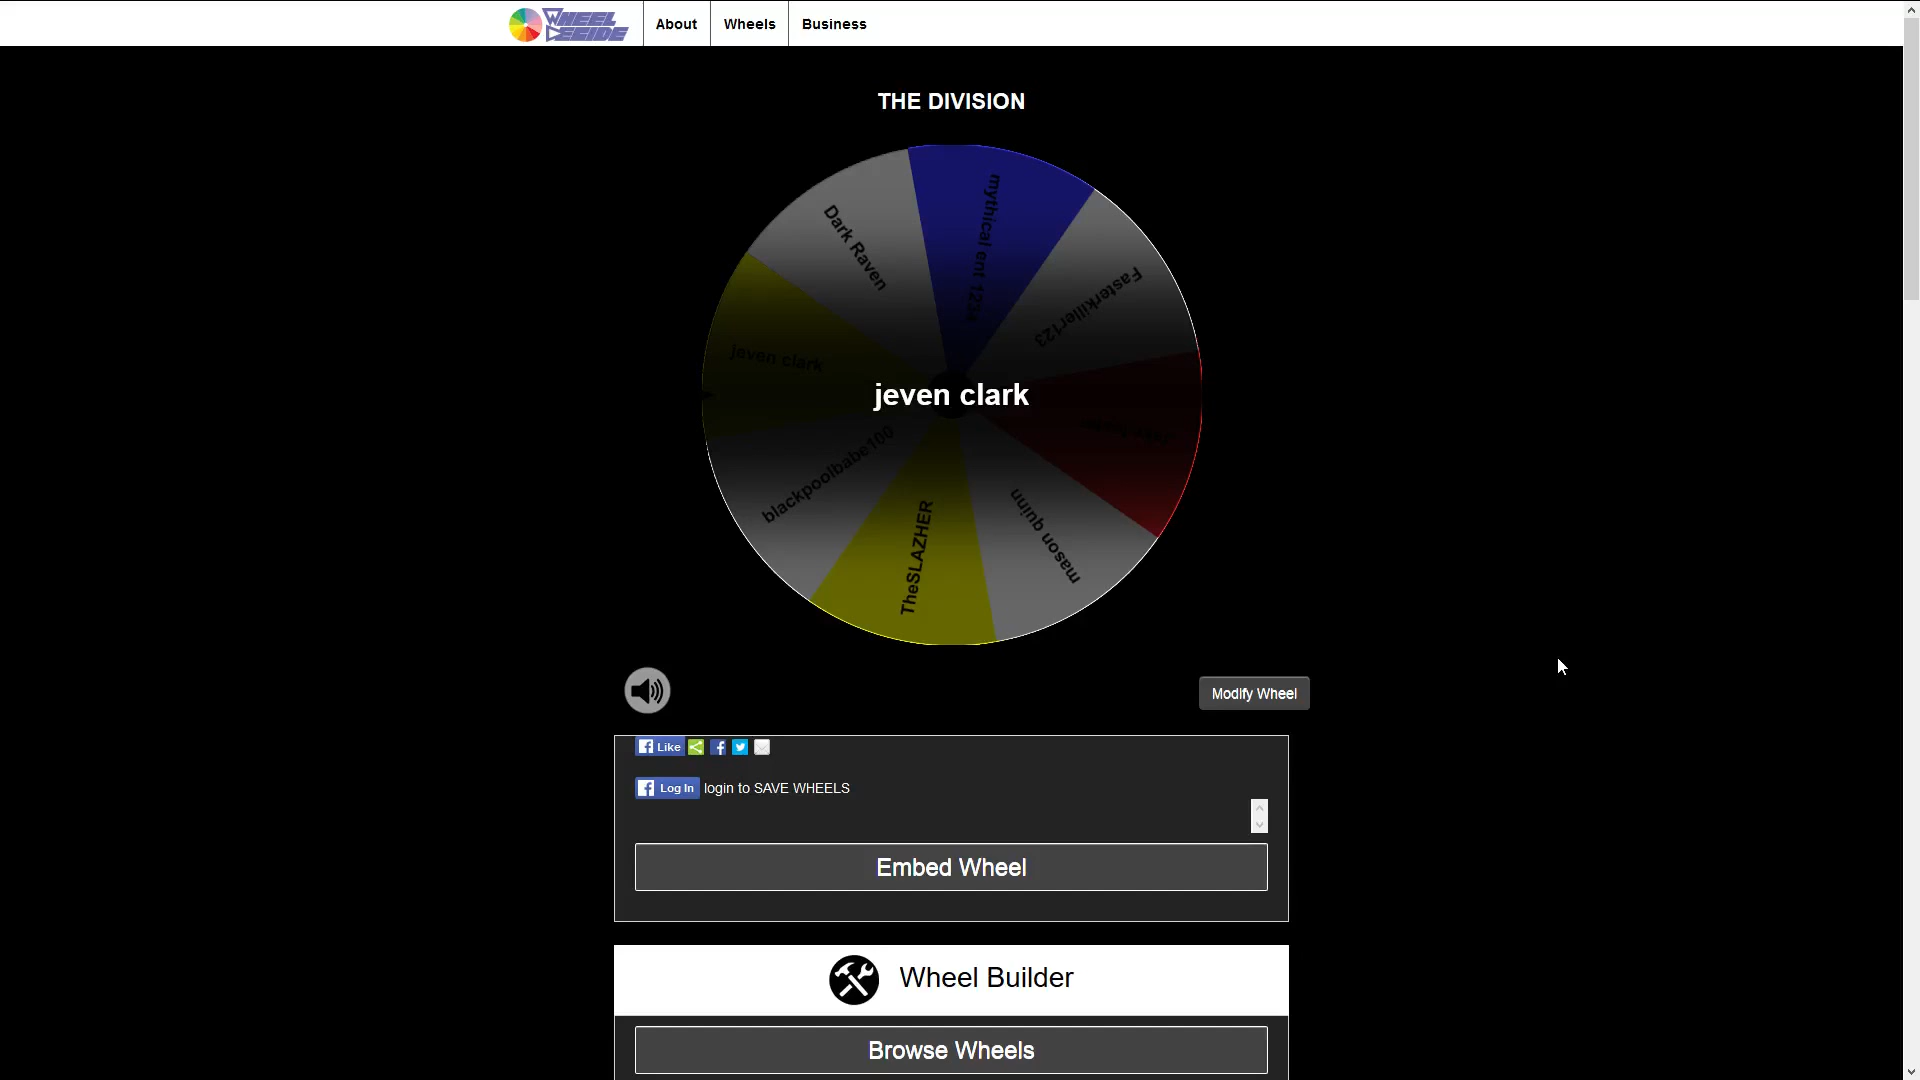 WHEEL DECIDE
About
Wheels
Business
THE DIVISION
mythical ent 1234
Dark Raven
Fasterkiller123
jeven clark
jeven clark
blackpoolbabe100
TheSLAZHER
mason quinn
Modify Wheel
Like
Log In login to SAVE WHEELS
Embed Wheel
Wheel Builder
Browse Wheels